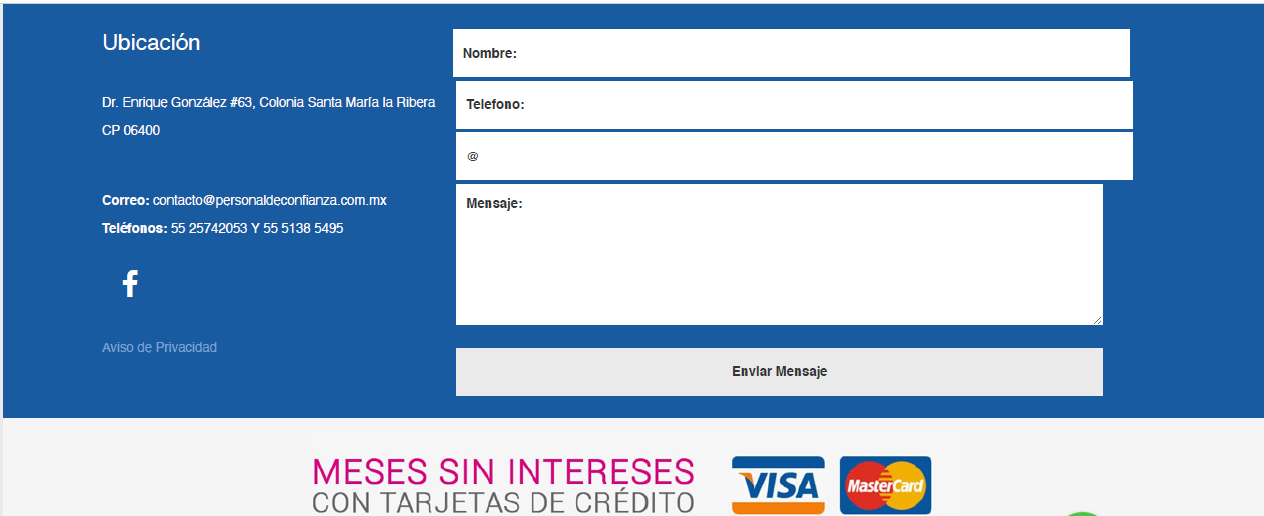 Ubicación
Dr. Enrique González #63, Colonia Santa María la Ribera
CP 06400
Correo: contacto@personaldeconfianza.com.mx
Teléfonos: 55 25742053 Y 55 5138 5495
Aviso de Privacidad
Nombre:
Telefono:
@
Mensaje:
Enviar Mensaje
MESES SIN INTERESES
CON TARJETAS DE CRÉDITO
VISA
MasterCard